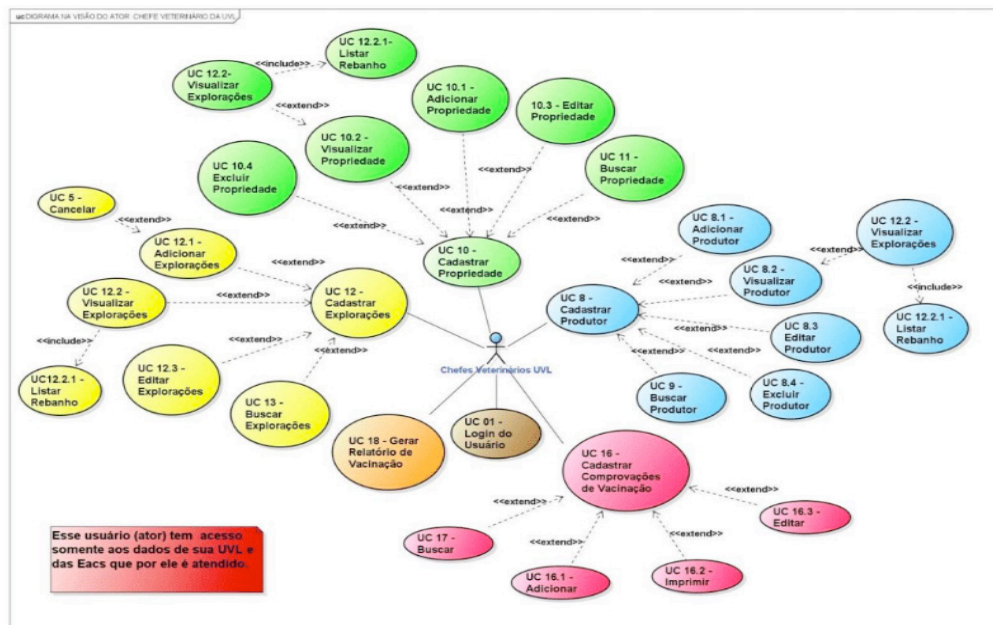 uc DIGRAMA NA VISÃO DO ATOR CHEFE VETERINÁRIO DA UVL
UC 12.2-
Visualizar
Explorações
<<include>>
UC 12.2.1-
Listar
Rebanho
<<extend>>
UC 10.1 -
Adicionar
Propriedade
10.3 - Editar
Propriedade
UC 10.2 -
Visualizar
Propriedade
UC 10.4
Excluir
Propriedade
UC 11 -
Buscar
Propriedade
<<extend>>
<<extend>>
<<extend>>
<<extend>>
<<extend>>
UC 10 -
Cadastrar
Propriedade
UC 5 -
Cancelar
<<extend>>
UC 12.1 -
Adicionar
Explorações
<<extend>>
UC 12.2 -
Visualizar
Explorações
<<extend>>
UC 12 -
Cadastrar
Explorações
<<include>>
UC12.2.1 -
Listar
Rebanho
<<extend>>
UC 12.3 -
Editar
Explorações
<<extend>>
UC 13 -
Buscar
Explorações
UC 8.1 -
Adicionar
Produtor
<<extend>>
UC 12.2 -
Visualizar
Explorações
<<extend>>
UC 8.2 -
Visualizar
Produtor
<<extend>>
<<include>>
UC 8 -
Cadastrar
Produtor
UC 12.2.1 -
Listar
Rebanho
<<extend>>
UC 8.3
Editar
Produtor
<<extend>>
<<extend>>
UC 9 -
Buscar
Produtor
UC 8.4 -
Excluir
Produtor
Chefes Veterinários UVL
UC 18 - Gerar
Relatório de
Vacinação
UC 01 -
Login do
Usuário
UC 16 -
Cadastrar
Comprovações
de Vacinação
<<extend>>
UC 16.3 -
Editar
<<extend>>
UC 17 -
Buscar
<<extend>>
UC 16.1 -
Adicionar
<<extend>>
UC 16.2 -
Imprimir
Esse usuário (ator) tem acesso
somente aos dados de sua UVL e
das Eacs que por ele é atendido.